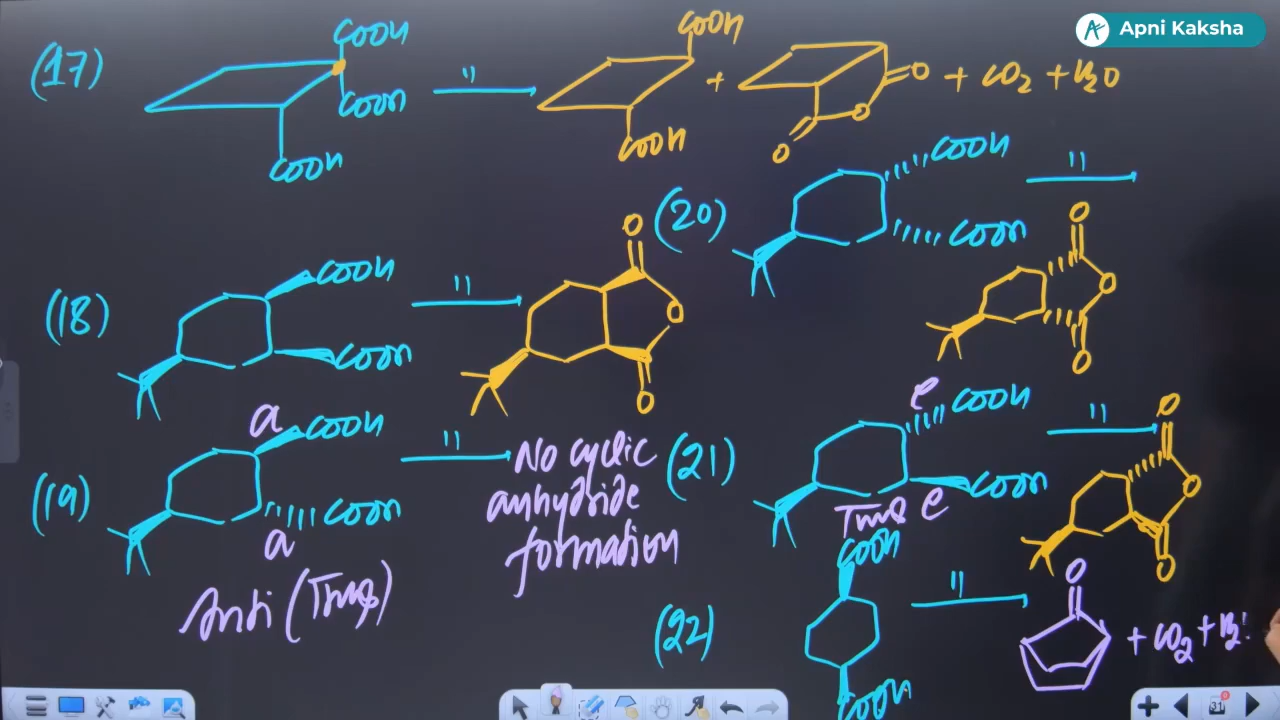 Apni Kaksha
(17)
COOH
COOH
COOH
"
COOH
COOH
+
O
O
O
+ CO2 + H2O
(18)
COOH
COOH
"
O
O
O
(19)
a
COOH
COOH
a
Anti (Trans)
"
No cyclic
anhydride
formation
(20)
COOH
COOH
"
O
O
O
(21)
e
COOH
COOH
Trans e
"
O
O
O
(22)
COOH
COOH
"
O
+ CO2 +
31